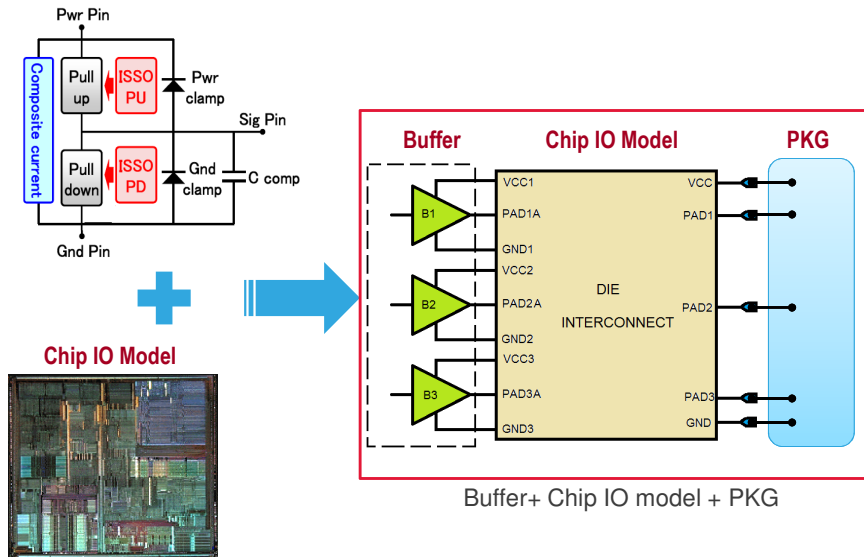 Pwr Pin
Composite current
Pull
up
ISSO
PU
Pwr
clamp
Sig Pin
Pull
down
ISSO
PD
Gnd
clamp
C comp
Gnd Pin
Chip IO Model
Buffer
Chip IO Model
PKG
B1
VCC1
PAD1A
GND1
B2
VCC2
PAD2A
GND2
B3
VCC3
PAD3A
GND3
DIE
INTERCONNECT
VCC
PAD1
PAD2
PAD3
GND
Buffer+ Chip IO model + PKG